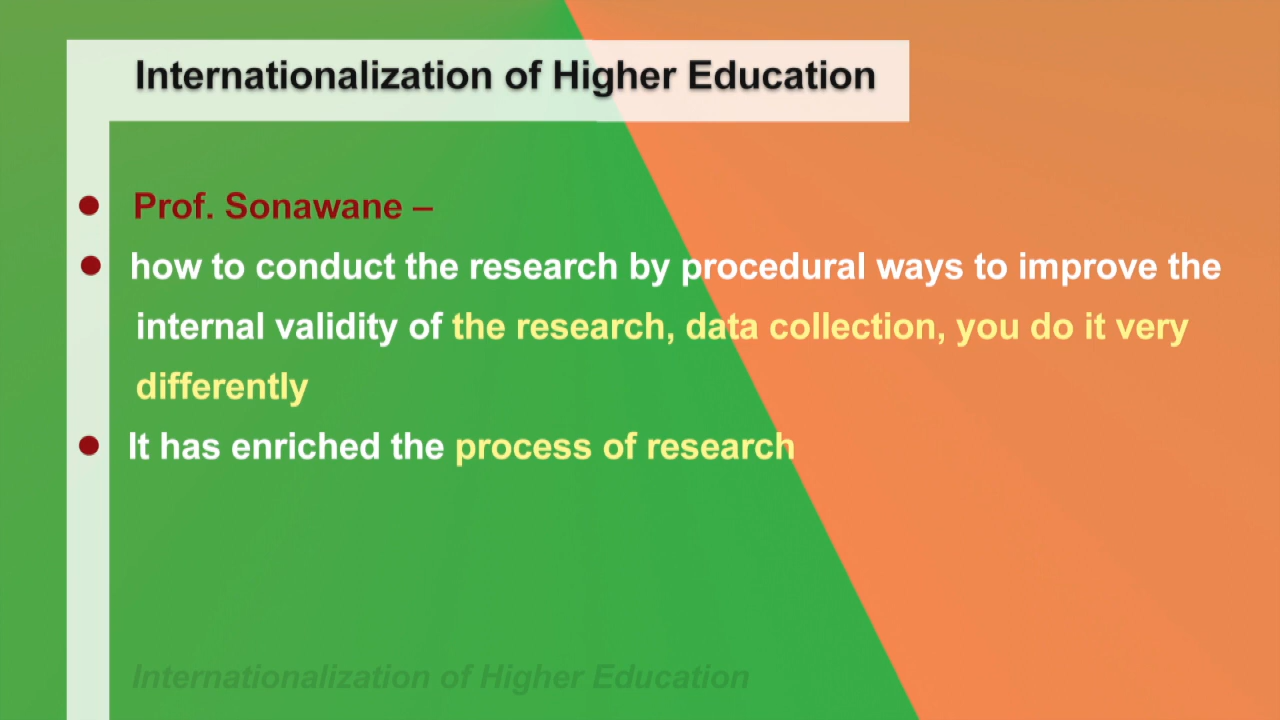 Internationalization of Higher Education
Prof. Sonawane –
how to conduct the research by procedural ways to improve the
internal validity of the research, data collection, you do it very
differently
It has enriched the process of research
Internationalization of Higher Education